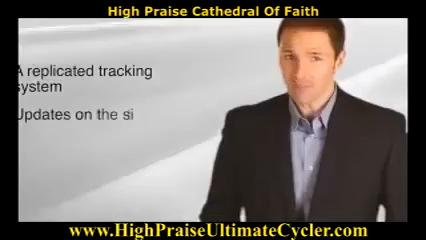 High Praise Cathedral Of Faith
A replicated tracking
system
Updates on the si
www.HighPraiseUltimateCycler.com